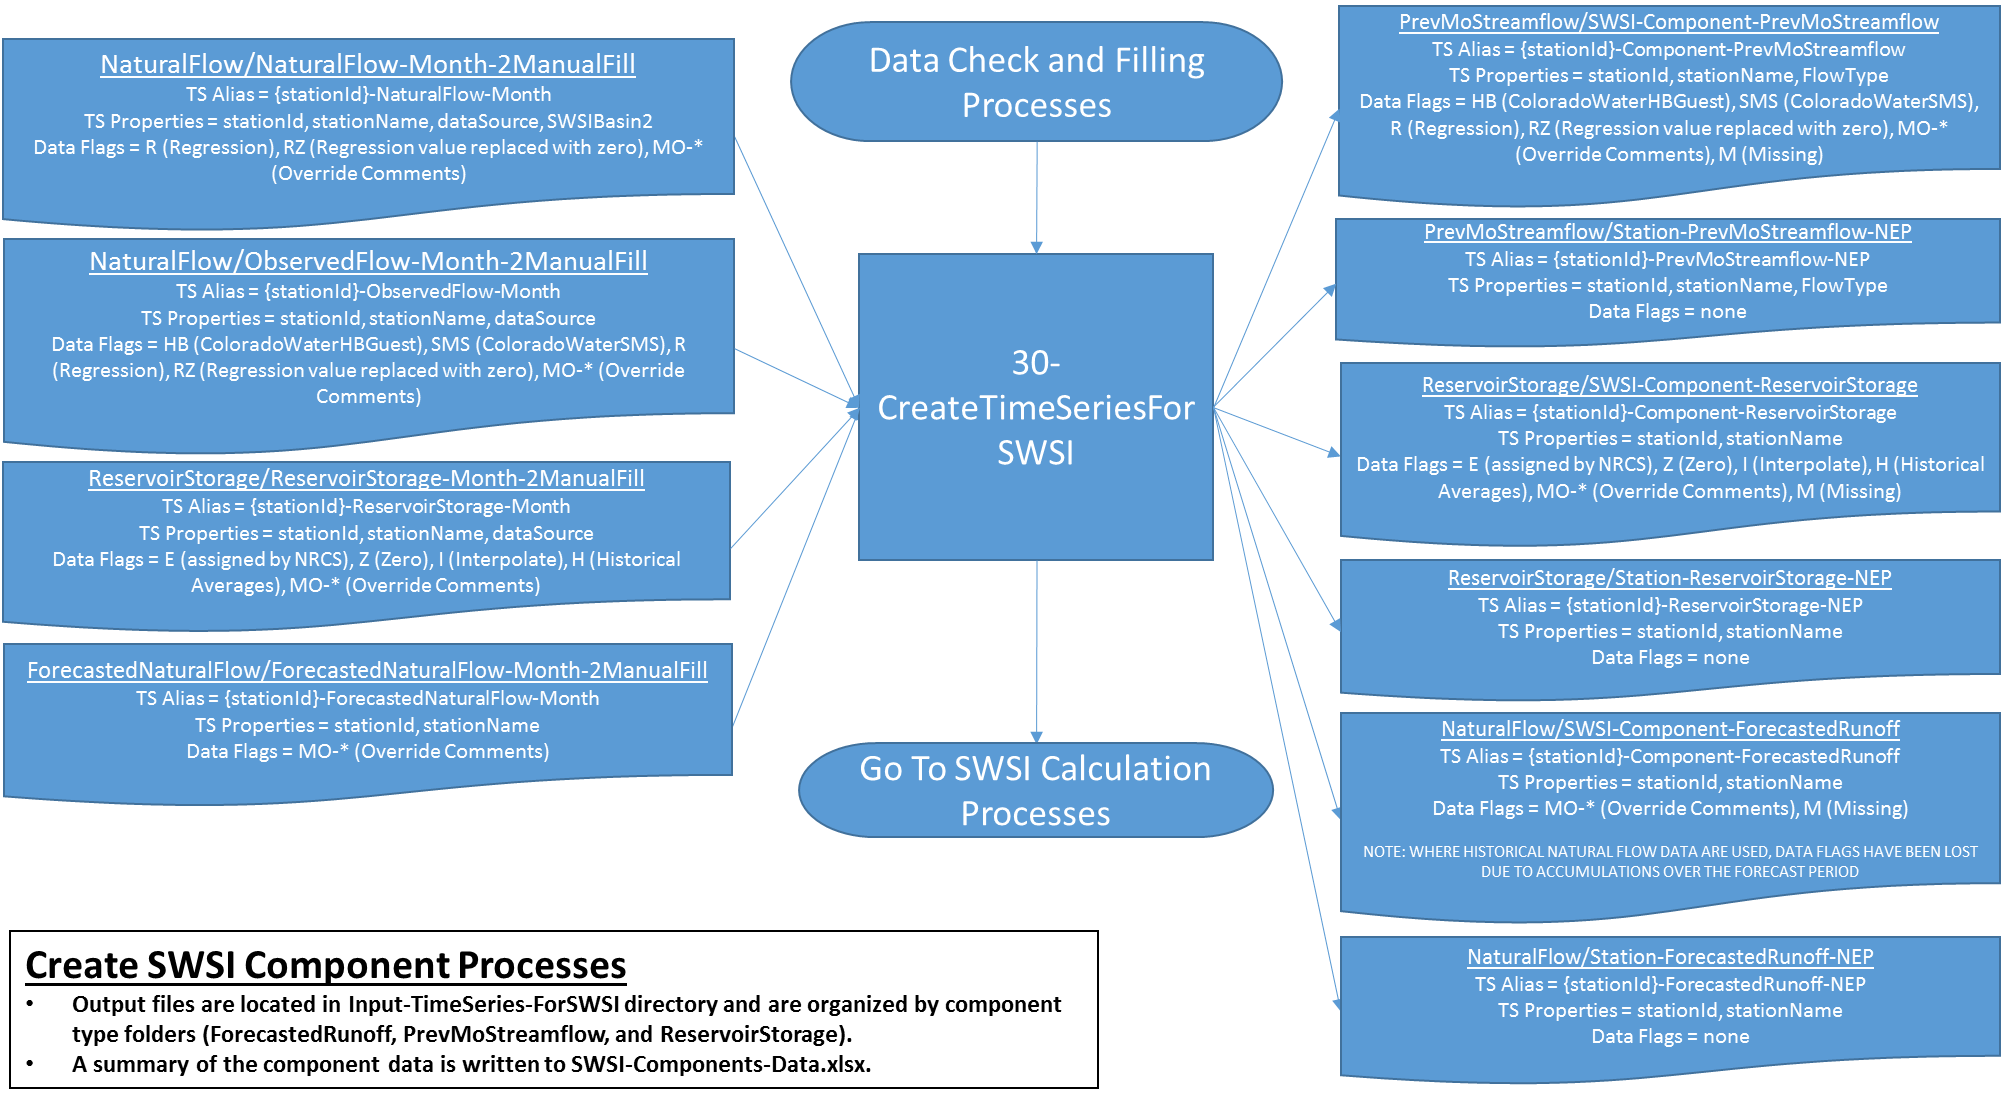 NaturalFlow/NaturalFlow-Month-2ManualFill
TS Alias = {stationId}-NaturalFlow-Month
TS Properties = stationId, stationName, dataSource, SWSIBasin2
Data Flags = R (Regression), RZ (Regression value replaced with zero), MO-*
(Override Comments)
NaturalFlow/ObservedFlow-Month-2ManualFill
TS Alias = {stationId}-ObservedFlow-Month
TS Properties = stationId, stationName, dataSource
Data Flags = HB (ColoradoWaterHBGuest), SMS (ColoradoWaterSMS), R
(Regression), RZ (Regression value replaced with zero), MO-* (Override
Comments)
ReservoirStorage/ReservoirStorage-Month-2ManualFill
TS Alias = {stationId}-ReservoirStorage-Month
TS Properties = stationId, stationName, dataSource
Data Flags = E (assigned by NRCS), Z (Zero), I (Interpolate), H (Historical
Averages), MO-* (Override Comments)
ForecastedNaturalFlow/ForecastedNaturalFlow-Month-2ManualFill
TS Alias = {stationId}-ForecastedNaturalFlow-Month
TS Properties = stationId, stationName
Data Flags = MO-* (Override Comments)
Data Check and Filling
Processes
30-
CreateTimeSeriesFor
SWSI
Go To SWSI Calculation
Processes
PrevMoStreamflow/SWSI-Component-PrevMoStreamflow
TS Alias = {stationId}-Component-PrevMoStreamflow
TS Properties = stationId, stationName, FlowType
Data Flags = HB (ColoradoWaterHBGuest), SMS (ColoradoWaterSMS),
R (Regression), RZ (Regression value replaced with zero), MO-*
(Override Comments), M (Missing)
PrevMoStreamflow/Station-PrevMoStreamflow-NEP
TS Alias = {stationId}-PrevMoStreamflow-NEP
TS Properties = stationId, stationName, FlowType
Data Flags = none
ReservoirStorage/SWSI-Component-ReservoirStorage
TS Alias = {stationId}-Component-ReservoirStorage
TS Properties = stationId, stationName
Data Flags = E (assigned by NRCS), Z (Zero), I (Interpolate), H (Historical
Averages), MO-* (Override Comments), M (Missing)
ReservoirStorage/Station-ReservoirStorage-NEP
TS Alias = {stationId}-ReservoirStorage-NEP
TS Properties = stationId, stationName
Data Flags = none
NaturalFlow/SWSI-Component-ForecastedRunoff
TS Alias = {stationId}-Component-ForecastedRunoff
TS Properties = stationId, stationName
Data Flags = MO-* (Override Comments), M (Missing)
NOTE: WHERE HISTORICAL NATURAL FLOW DATA ARE USED, DATA FLAGS HAVE BEEN LOST
DUE TO ACCUMULATIONS OVER THE FORECAST PERIOD
NaturalFlow/Station-ForecastedRunoff-NEP
TS Alias = {stationId}-ForecastedRunoff-NEP
TS Properties = stationId, stationName
Data Flags = none
Create SWSI Component Processes
• Output files are located in Input-TimeSeries-ForSWSI directory and are organized by component
type folders (ForecastedRunoff, PrevMoStreamflow, and ReservoirStorage).
• A summary of the component data is written to SWSI-Components-Data.xlsx.